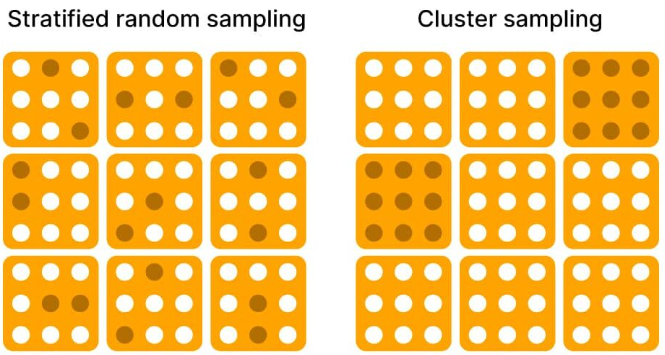 Stratified random sampling
Cluster sampling